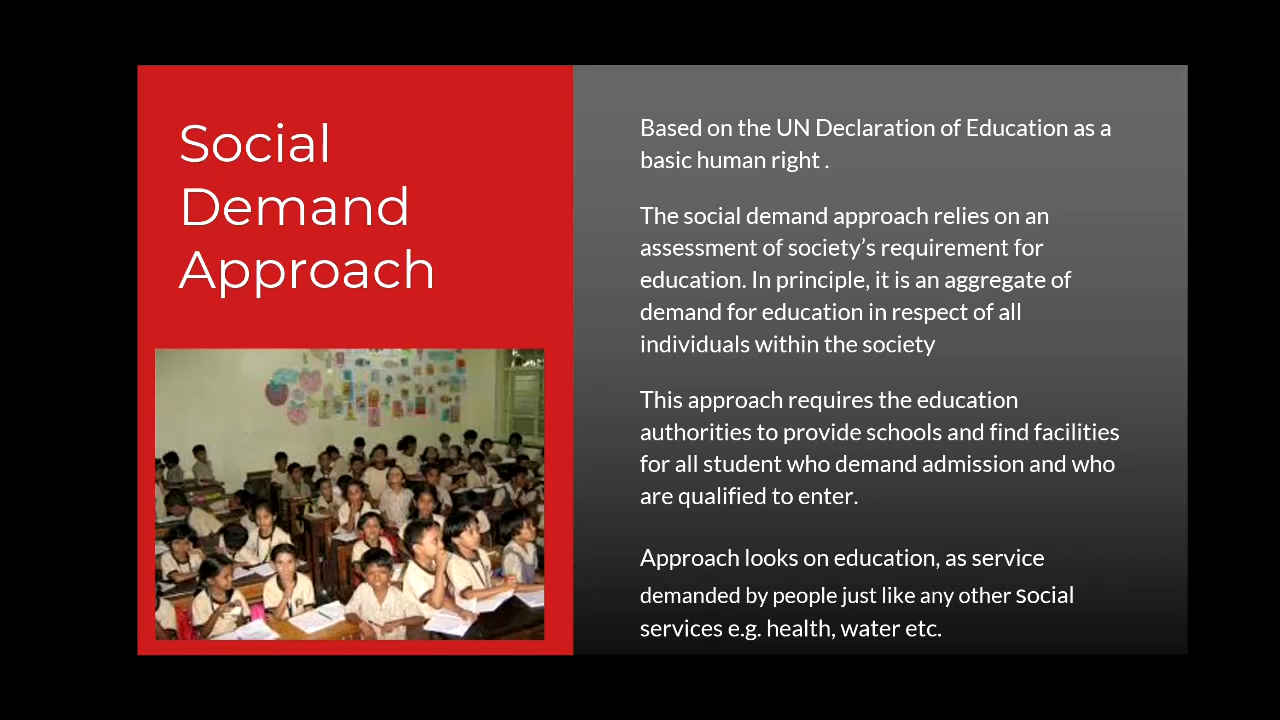 Social
Demand
Approach
Based on the UN Declaration of Education as a
basic human right .
The social demand approach relies on an
assessment of society’s requirement for
education. In principle, it is an aggregate of
demand for education in respect of all
individuals within the society
This approach requires the education
authorities to provide schools and find facilities
for all student who demand admission and who
are qualified to enter.
Approach looks on education, as service
demanded by people just like any other social
services e.g. health, water etc.